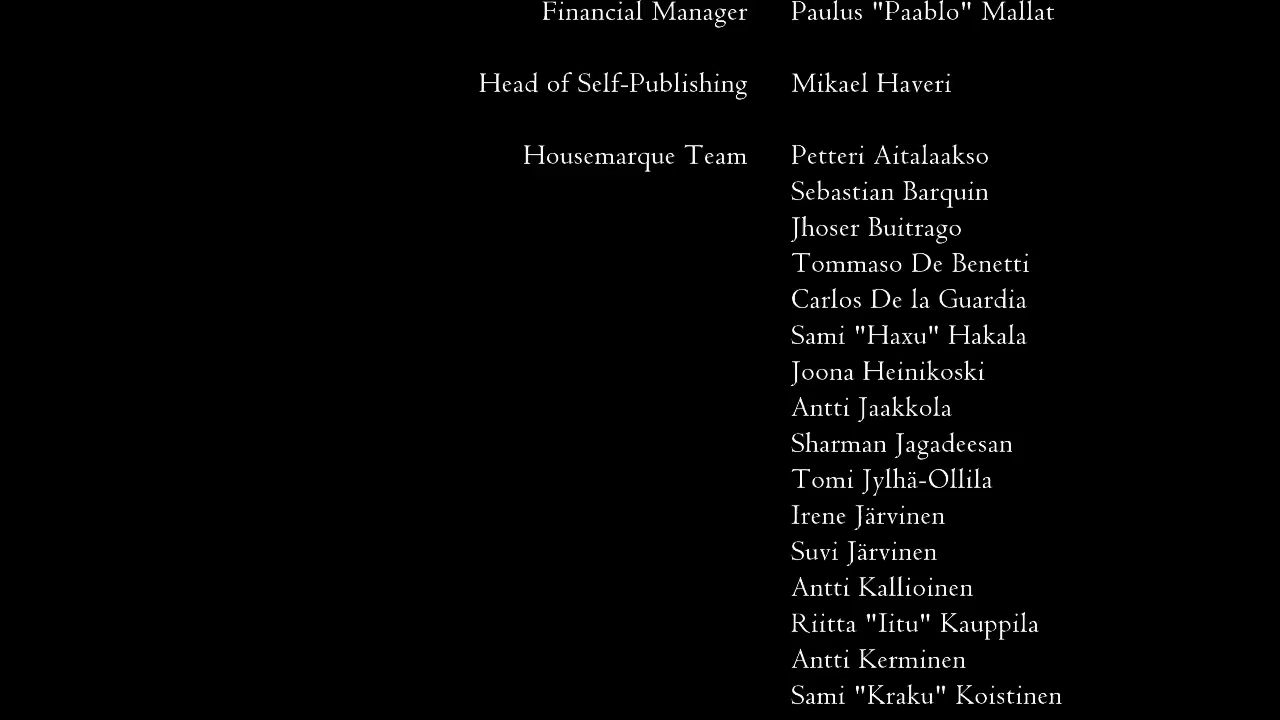 Financial Manager Paulus "Paablo" Mallat
Head of Self-Publishing Mikael Haveri
Housemarque Team Petteri Aitalaakso
Sebastian Barquin
Jhoser Buitrago
Tommaso De Benetti
Carlos De la Guardia
Sami "Haxu" Hakala
Joona Heinikoski
Antti Jaakkola
Sharman Jagadeesan
Tomi Jylhä-Ollila
Irene Järvinen
Suvi Järvinen
Antti Kallioinen
Riitta "Iitu" Kauppila
Antti Kerminen
Sami "Kraku" Koistinen